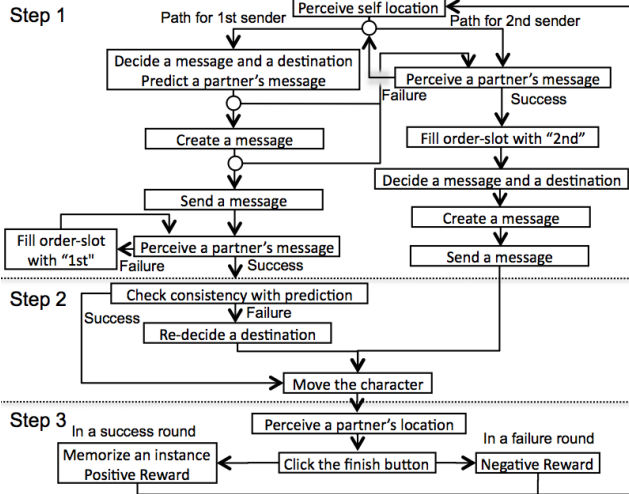 Perceive self location
Step 1
Path for 1st sender
Path for 2nd sender
Decide a message and a destination
Predict a partner's message
Perceive a partner's message
Failure
Success
Create a message
Fill order-slot with "2nd"
Decide a message and a destination
Send a message
Create a message
Fill order-slot
with "1st"
Perceive a partner's message
Send a message
Failure
Success
Step 2
Check consistency with prediction
Success
Failure
Re-decide a destination
Move the character
Step 3
Perceive a partner's location
In a success round
In a failure round
Memorize an instance
Positive Reward
Click the finish button
Negative Reward